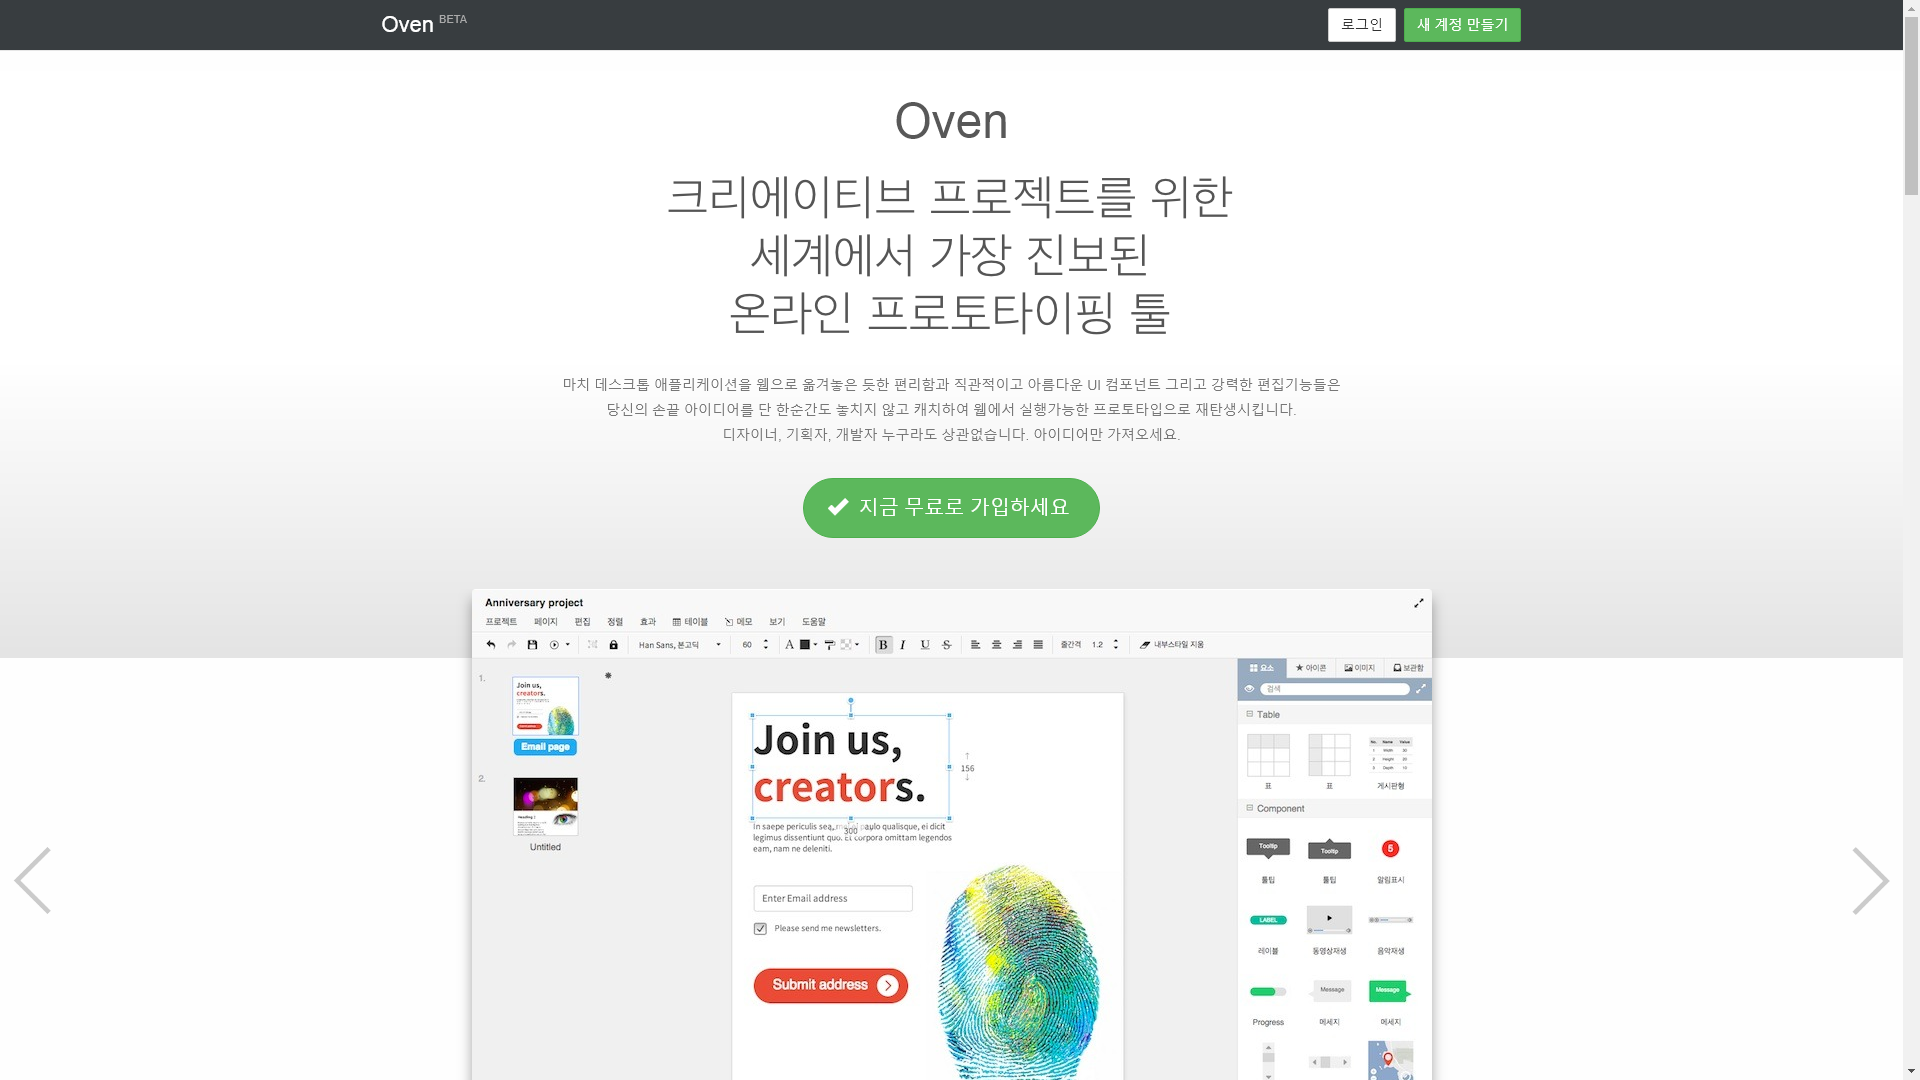 Oven BETA
로그인
새 계정 만들기
Oven
크리에이티브 프로젝트를 위한
세계에서 가장 진보된
온라인 프로토타이핑 툴
마치 데스크톱 애플리케이션을 웹으로 옮겨놓은 듯한 편리함과 직관적이고 아름다운 UI 컴포넌트 그리고 강력한 편집기능들은
당신의 손끝 아이디어를 단 한순간도 놓치지 않고 캐치하여 웹에서 실행가능한 프로토타입으로 재탄생시킵니다.
디자이너, 기획자, 개발자 누구라도 상관없습니다. 아이디어만 가져오세요.
지금 무료로 가입하세요
Anniversary project
프로젝트 페이지 편집 정렬 효과 테이블 메모 보기 도움말
Han Sans, 본고딕 60 A B I U S 줄간격 1.2 내부스타일 지움
요소 아이콘 이미지 보관함
검색
1.
Join us,
creators.
Email page
2.
Heading 1
Untitled
Join us,
creators.
156
300
In saepe periculis sea, mel ei paulo qualisque, ei dicit
legimus dissentiunt quo. Et corpora omittam legendos
eam, nam ne deleniti.
Enter Email address
Please send me newsletters.
Submit address
Table
No. Name Value
1 Width 30
2 Height 20
3 Depth 10
표 표 게시판형
Component
Tooltip Tooltip 5
툴팁 툴팁 알림표시
LABEL
레이블 동영상재생 음악재생
Message Message
Progress 메세지 메세지